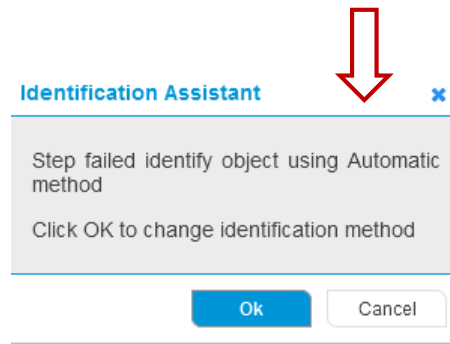 Identification Assistant
Step failed identify object using Automatic
method
Click OK to change identification method
Ok
Cancel